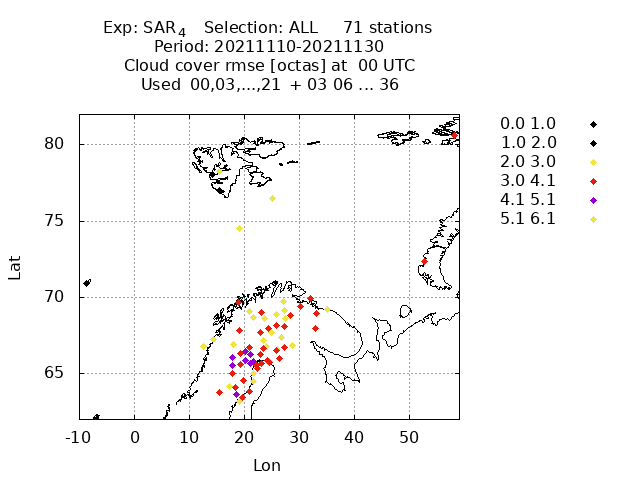 Exp: SAR₄ Selection: ALL 71 stations
Period: 20211110-20211130
Cloud cover rmse [octas] at 00 UTC
Used 00,03,...,21 + 03 06 ... 36
0.0 1.0
1.0 2.0
2.0 3.0
3.0 4.1
4.1 5.1
5.1 6.1
80
75
70
65
Lat
-10 0 10 20 30 40 50
Lon